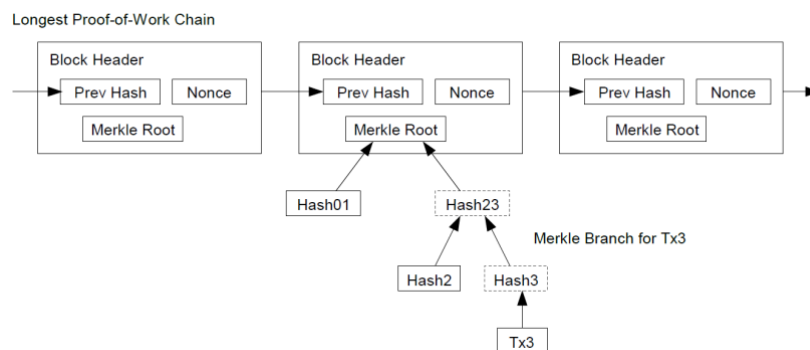 Longest Proof-of-Work Chain
Block Header
Prev Hash
Nonce
Merkle Root
Block Header
Prev Hash
Nonce
Merkle Root
Block Header
Prev Hash
Nonce
Merkle Root
Hash01
Hash23
Merkle Branch for Tx3
Hash2
Hash3
Tx3